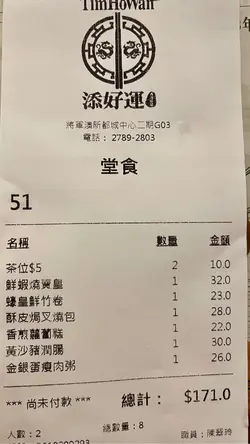 TimHoWan
添好運
將軍澳新都城中心二期G03
電話： 2789-2803
堂食
51
名稱 數量 金額
茶位$5 2 10.0
鮮蝦燒賣皇 1 32.0
蠔皇鮮竹卷 1 23.0
酥皮焗叉燒包 1 28.0
香煎蘿蔔糕 1 22.0
黃沙豬潤腸 1 30.0
金銀蛋瘦肉粥 1 26.0
*** 尚未付款 *** 總計： $171.0
人數：2 總數量：8 職員：陳